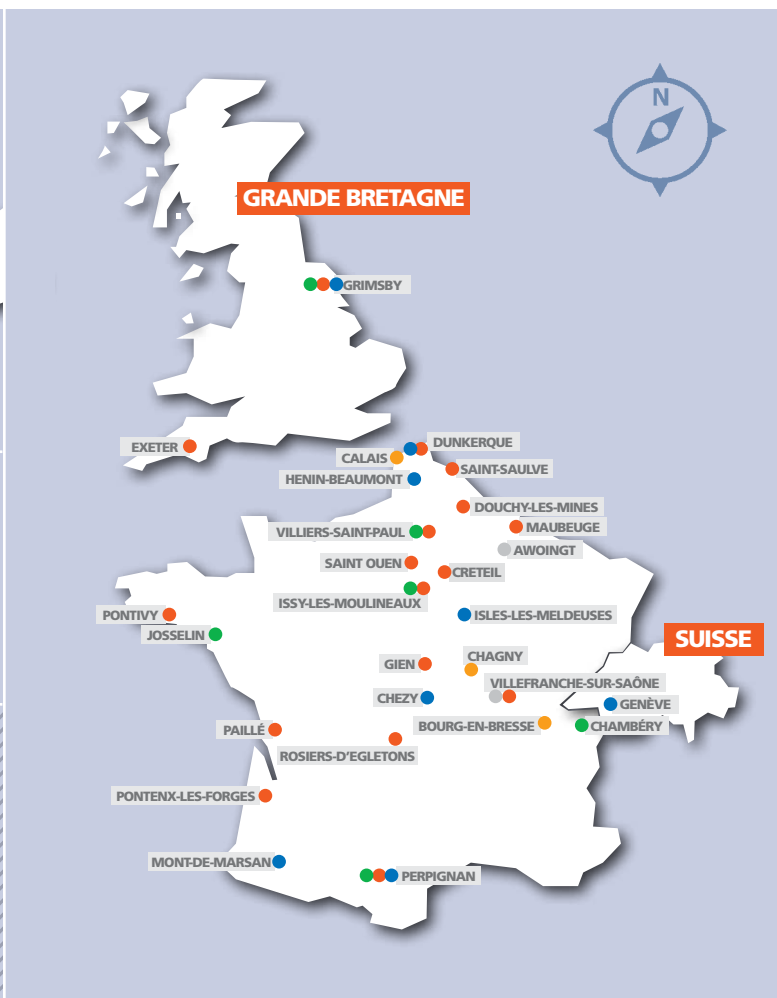 N
GRANDE BRETAGNE
GRIMSBY
EXETER
DUNKERQUE
CALAIS
SAINT-SAULVE
HENIN-BEAUMONT
DOUCHY-LES-MINES
MAUBEUGE
VILLIERS-SAINT-PAUL
AWOINGT
SAINT OUEN
CRETEIL
ISSY-LES-MOULINEAUX
PONTIVY
ISLES-LES-MELDEUSES
JOSSELIN
SUISSE
CHAGNY
GIEN
VILLEFRANCHE-SUR-SAÔNE
CHEZY
GENÈVE
BOURG-EN-BRESSE
CHAMBÉRY
PAILLÉ
ROSIERS-D'EGLETONS
PONTENX-LES-FORGES
MONT-DE-MARSAN
PERPIGNAN